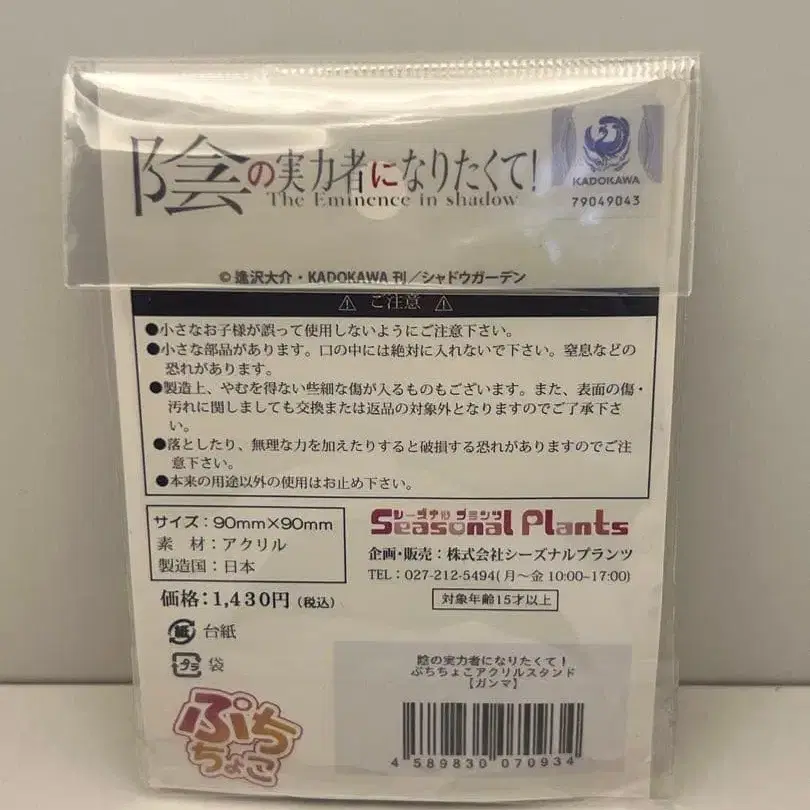 陰の実力者になりたくて!
The Eminence in shadow
KADOKAWA
79049043
© 逢沢大介・KADOKAWA 刊／シャドウガーデン
⚠ ご注意 ⚠
●小さなお子様が誤って使用しないようにご注意下さい。
●小さな部品があります。口の中には絶対に入れないで下さい。窒息などの
恐れがあります。
●製造上、やむを得ない些細な傷が入るものもございます。また、表面の傷・
汚れに関しましても交換または返品の対象外となりますのでご了承下さ
い。
●落としたり、無理な力を加えたりすると破損する恐れがありますのでご注
意下さい。
●本来の用途以外の使用はお止め下さい。
サイズ：90mm×90mm
素　材：アクリル
製造国：日本
シーズナル プランツ
Seasonal Plants
企画・販売：株式会社シーズナルプランツ
TEL：027-212-5494(月～金 10:00~17:00)
対象年齢15才以上
価格：1,430円（税込）
紙 台紙
プラ 袋
ぷち
ちょこ
陰の実力者になりたくて！
ぷちちょこアクリルスタンド
【ガンマ】
4 589830 070934